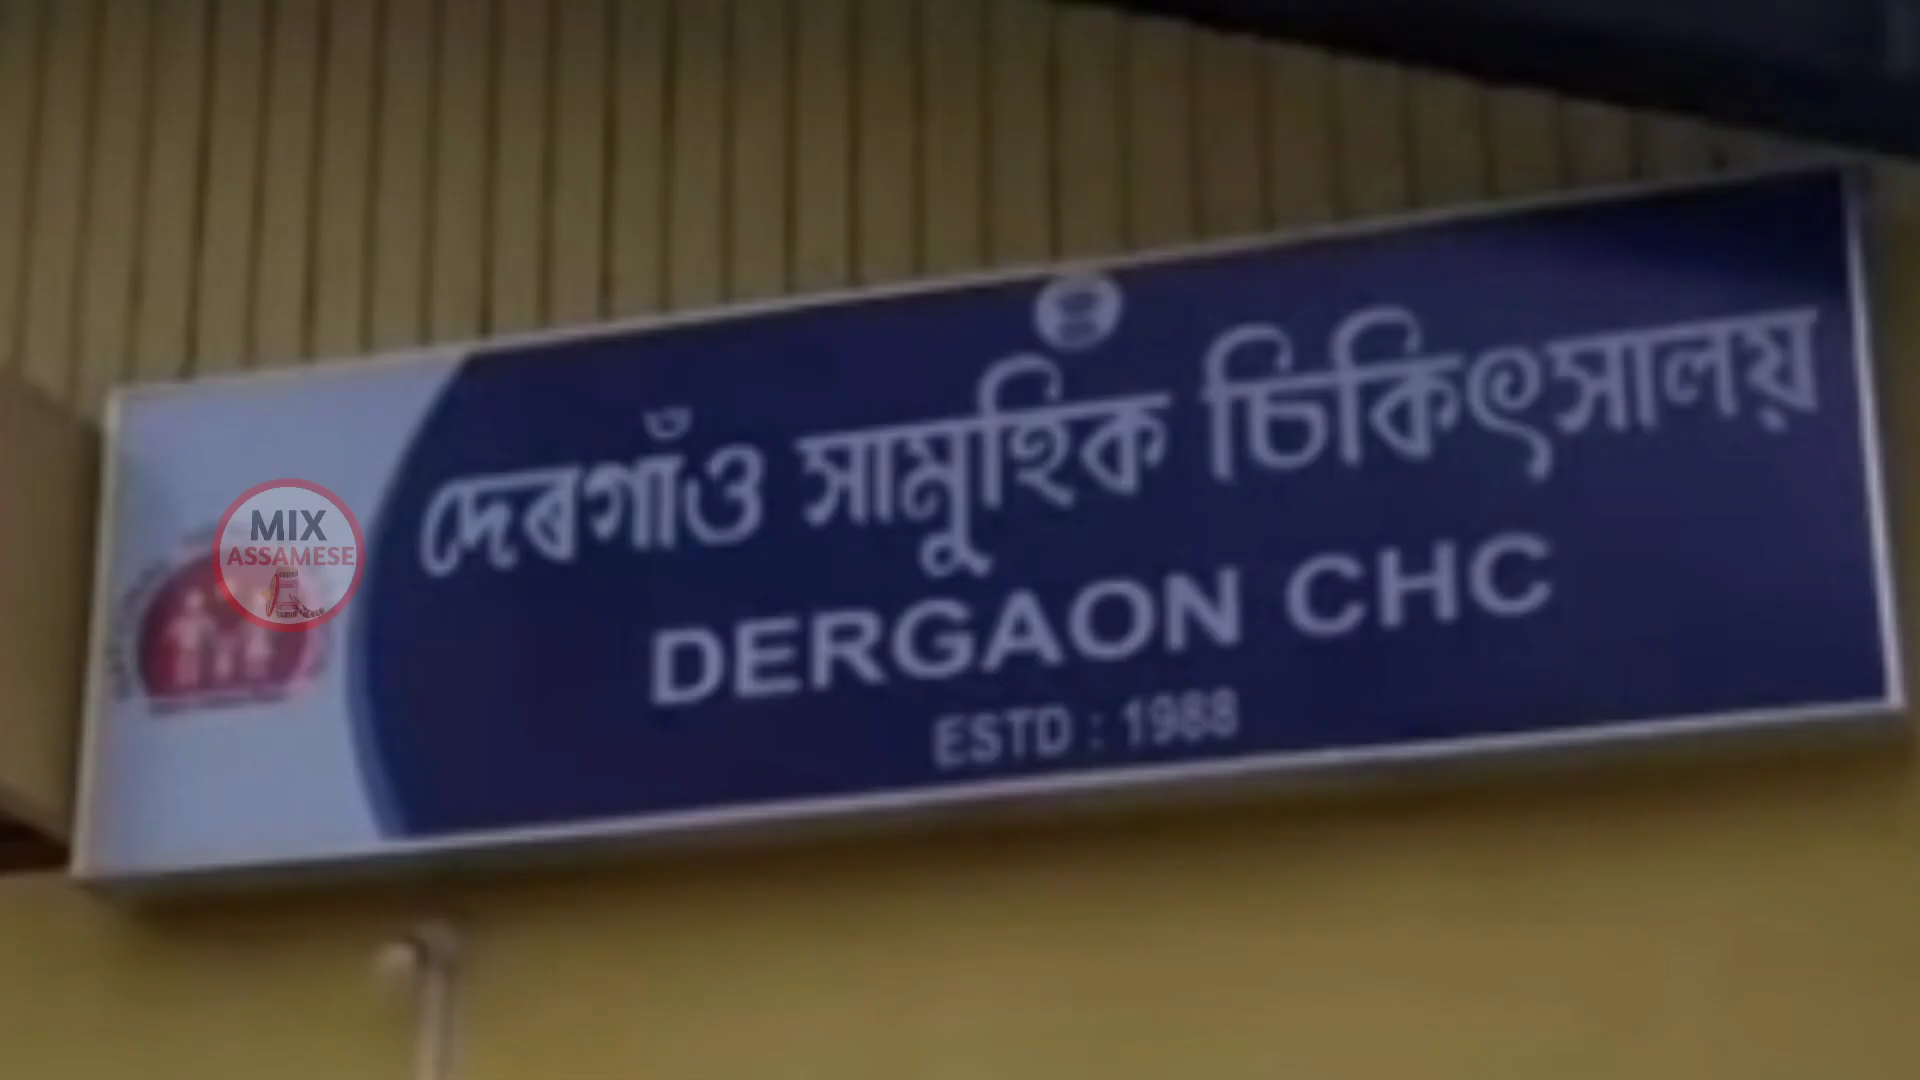 দেৰগাঁও সামুহিক চিকিৎসালয়
DERGAON CHC
ESTD : 1988
MIX
ASSAMESE